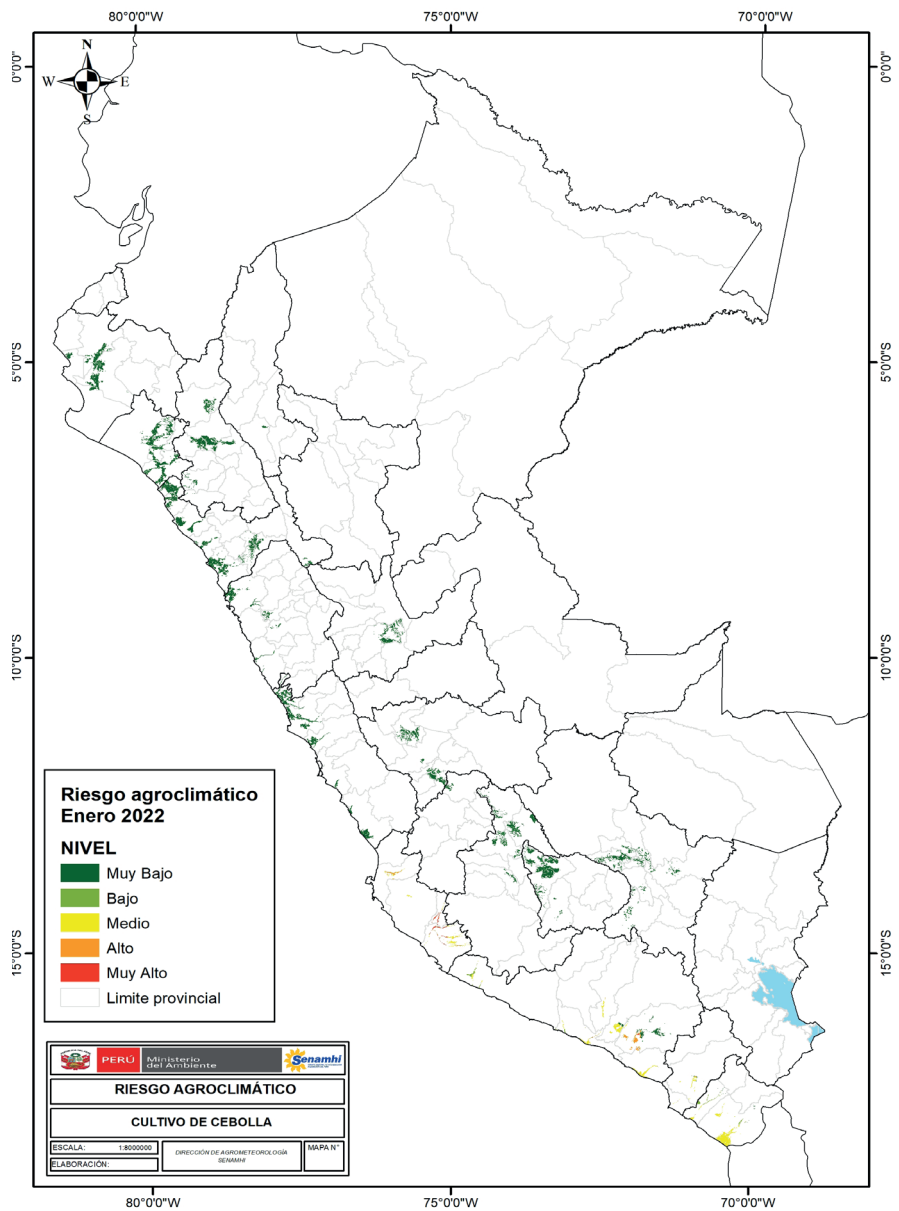 80°0'0"W 75°0'0"W 70°0'0"W
0°0'0" 0°0'0"
N
W E
S
5°0'0"S 5°0'0"S
10°0'0"S 10°0'0"S
15°0'0"S 15°0'0"S
Riesgo agroclimático
Enero 2022
NIVEL
Muy Bajo
Bajo
Medio
Alto
Muy Alto
Limite provincial
PERÚ Ministerio
del Ambiente
Senamhi
RIESGO AGROCLIMÁTICO
CULTIVO DE CEBOLLA
ESCALA: 1:8000000
ELABORACIÓN:
DIRECCIÓN DE AGROMETEOROLOGÍA
SENAMHI
MAPA N°
80°0'0"W 75°0'0"W 70°0'0"W